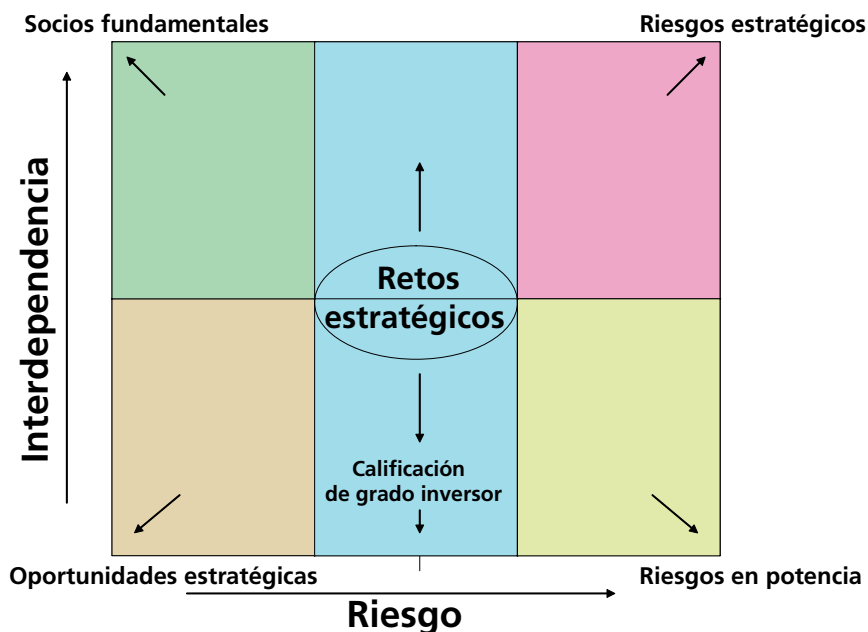 Socios fundamentales
Riesgos estratégicos
Interdependencia
Retos
estratégicos
Calificación
de grado inversor
Oportunidades estratégicas
Riesgos en potencia
Riesgo